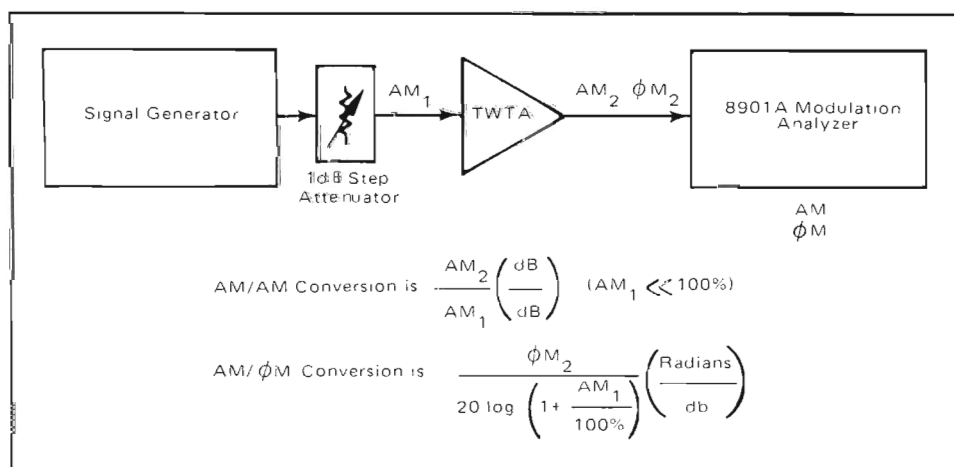 Signal Generator
AM₁
TWTA
AM₂ ϕM₂
8901A Modulation
Analyzer
1dB Step
Attenuator
AM
ϕM
AM/AM Conversion is AM₂/AM₁ (dB/dB) (AM₁ << 100%)
AM/ϕM Conversion is ϕM₂/(20 log (1+ AM₁/100%)) (Radians/db)